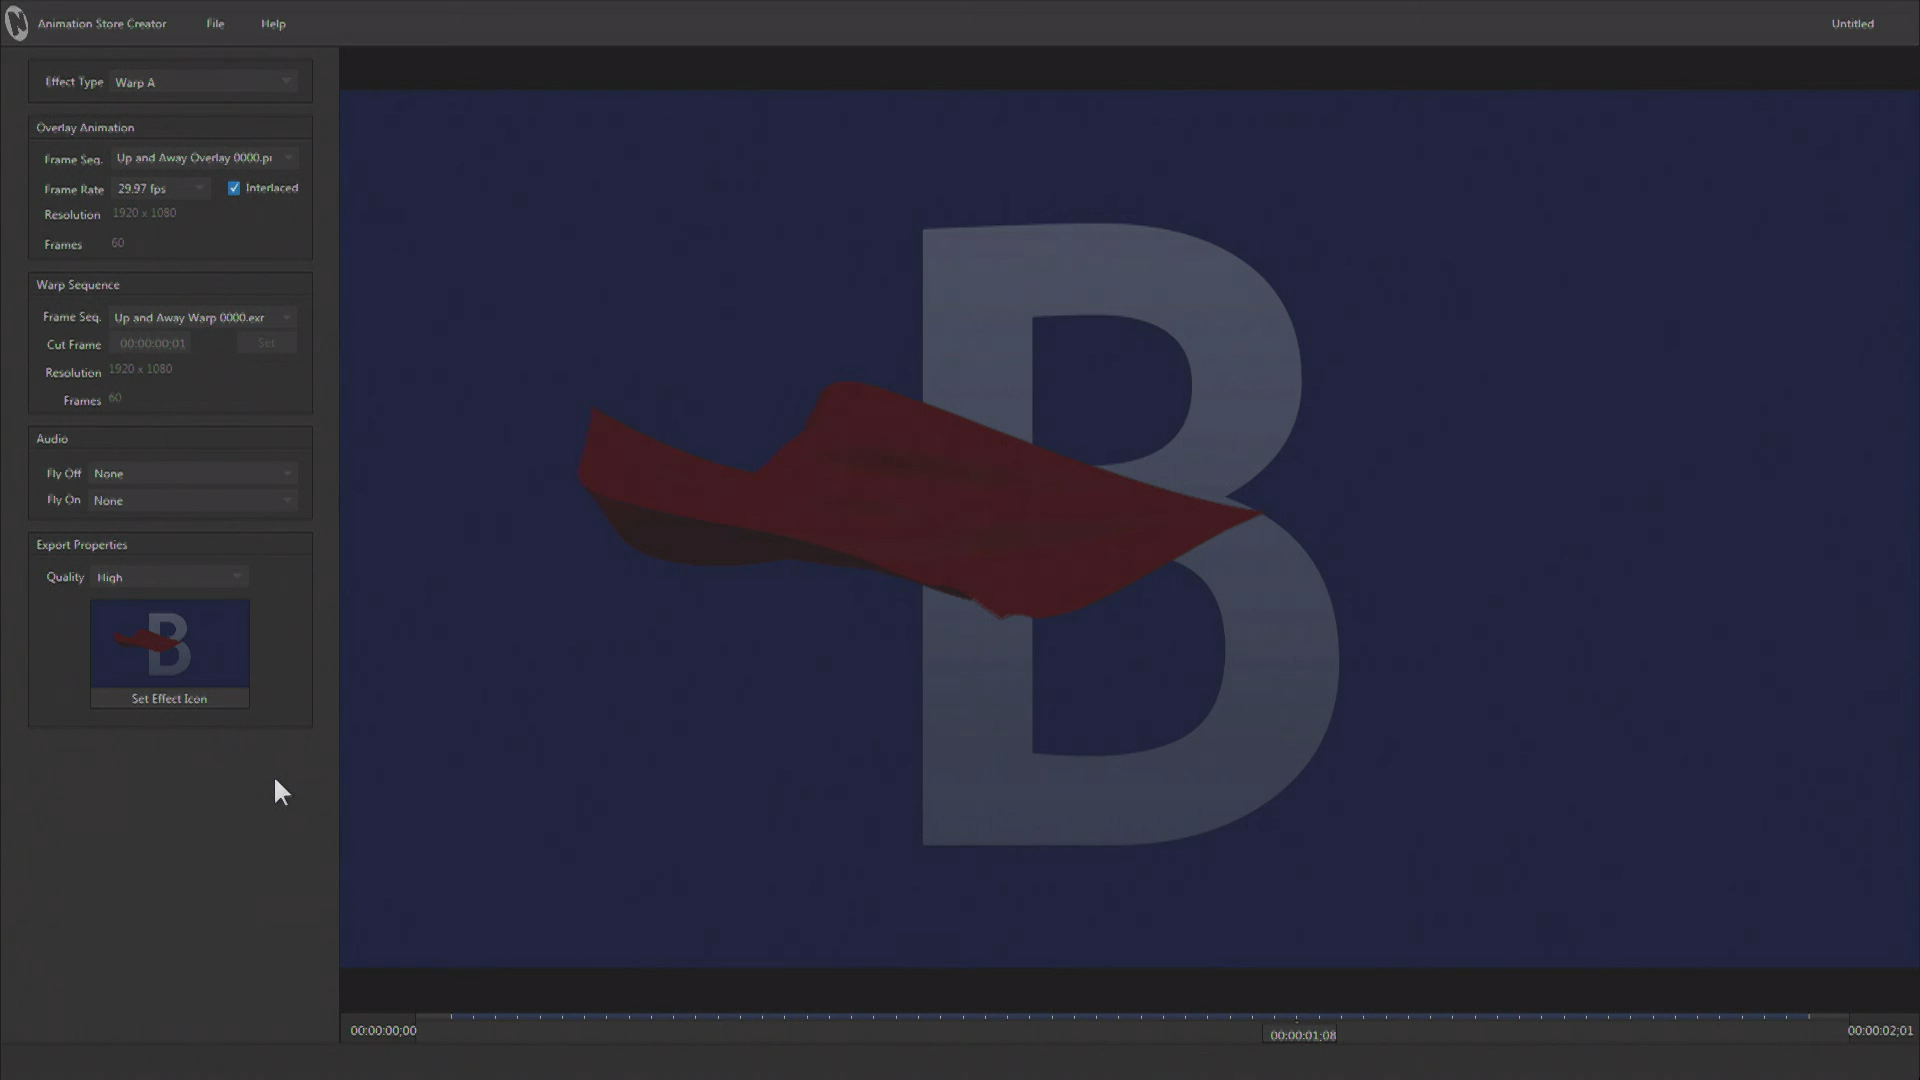 Animation Store Creator File Help Untitled
Effect Type Warp A
Overlay Animation
Frame Seq. Up and Away Overlay 0000.pr
Frame Rate 29.97 fps Interlaced
Resolution 1920 x 1080
Frames 60
Warp Sequence
Frame Seq. Up and Away Warp 0000.exr
Cut Frame 00:00:00;01 Set
Resolution 1920 x 1080
Frames 60
Audio
Fly Off None
Fly On None
Export Properties
Quality High
B
Set Effect Icon
B
00:00:00;00 00:00:01;08 00:00:02;01